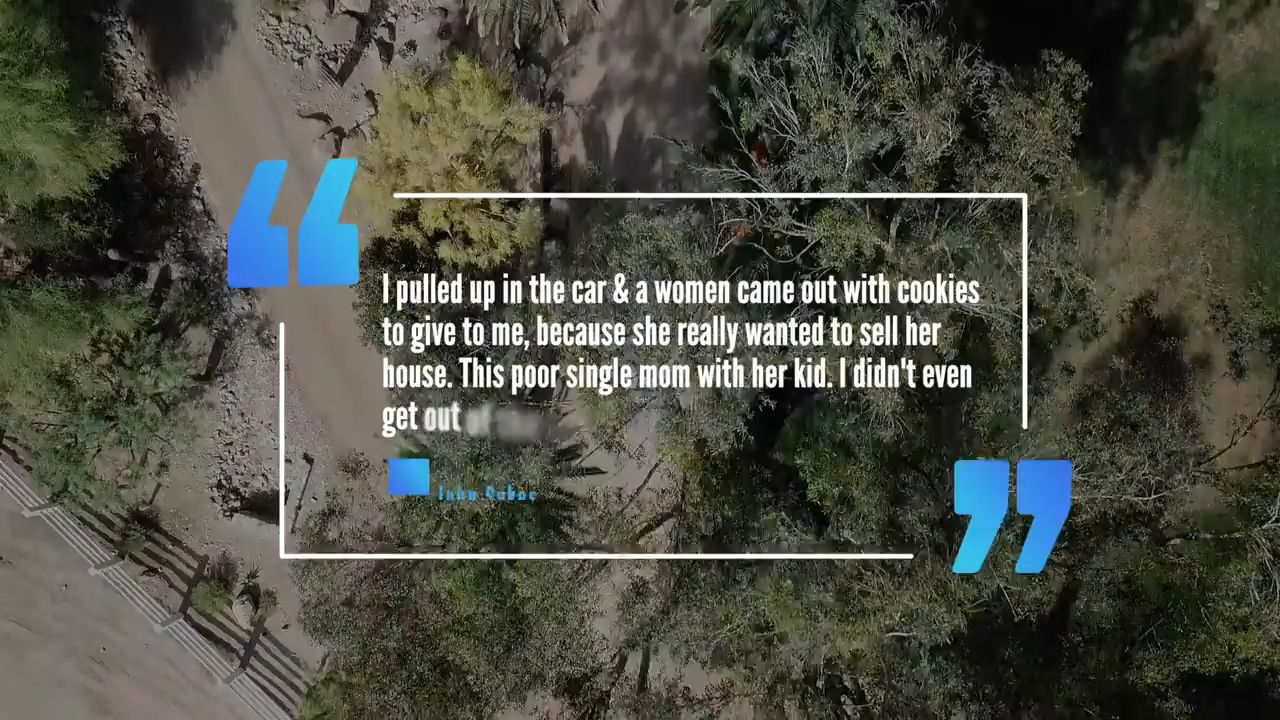 I pulled up in the car & a women came out with cookies
to give to me, because she really wanted to sell her
house. This poor single mom with her kid. I didn't even
get out of